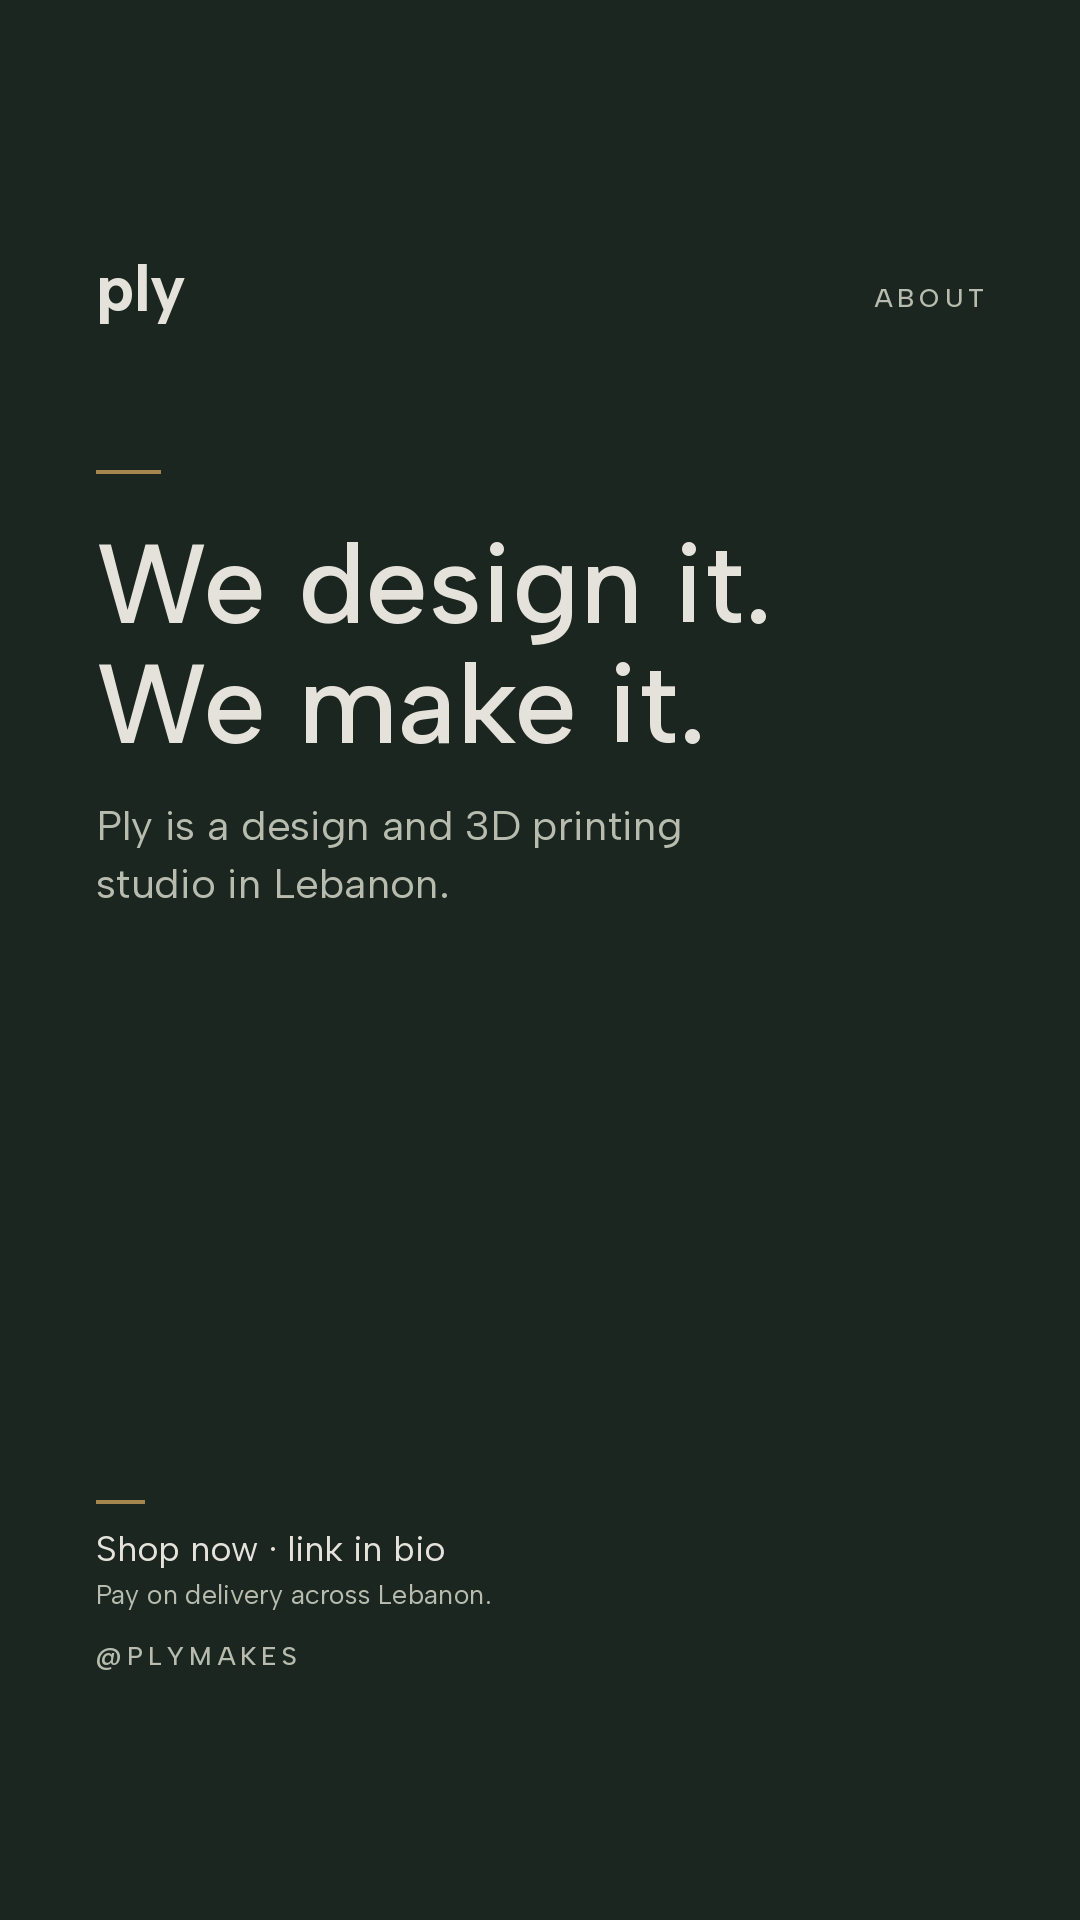 ply
ABOUT
We design it.
We make it.
Ply is a design and 3D printing
studio in Lebanon.
Shop now · link in bio
Pay on delivery across Lebanon.
@PLYMAKES